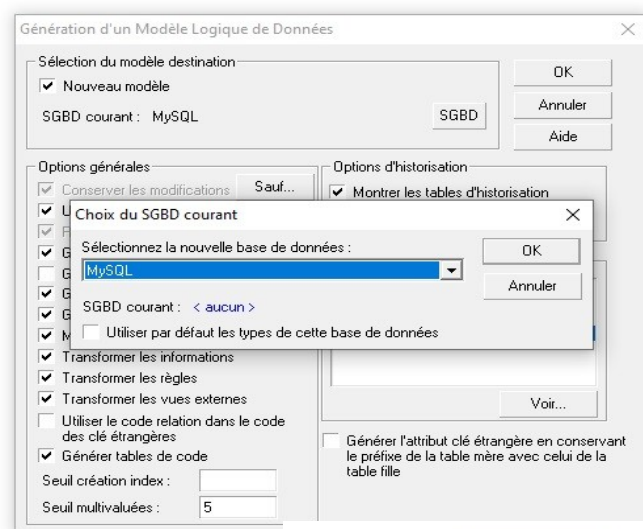 Génération d'un Modèle Logique de Données
Sélection du modèle destination
Nouveau modèle
SGBD courant : MySQL
SGBD
OK
Annuler
Aide
Options générales
Conserver les modifications
Sauf...
Options d'historisation
Montrer les tables d'historisation
Choix du SGBD courant
Sélectionnez la nouvelle base de données :
MySQL
SGBD courant : < aucun >
Utiliser par défaut les types de cette base de données
OK
Annuler
U
P
G
G
G
G
M
Transformer les informations
Transformer les règles
Transformer les vues externes
Utiliser le code relation dans le code
des clé étrangères
Générer tables de code
Seuil création index :
Seuil multivaluées : 5
Voir...
Générer l'attribut clé étrangère en conservant
le préfixe de la table mère avec celui de la
table fille